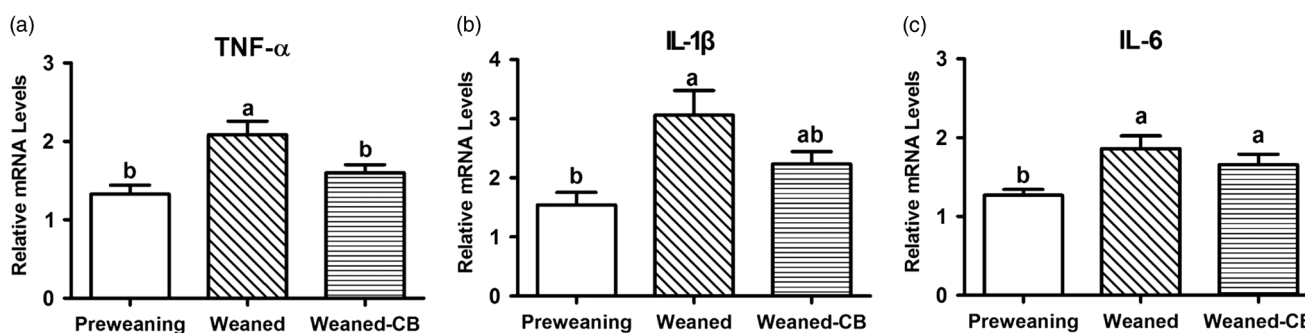 (a)
TNF-α
Relative mRNA Levels
3
2
1
0
b
a
b
Preweaning Weaned Weaned-CB
(b)
IL-1β
Relative mRNA Levels
4
3
2
1
0
b
a
ab
Preweaning Weaned Weaned-CB
(c)
IL-6
Relative mRNA Levels
3
2
1
0
b
a
a
Preweaning Weaned Weaned-CB